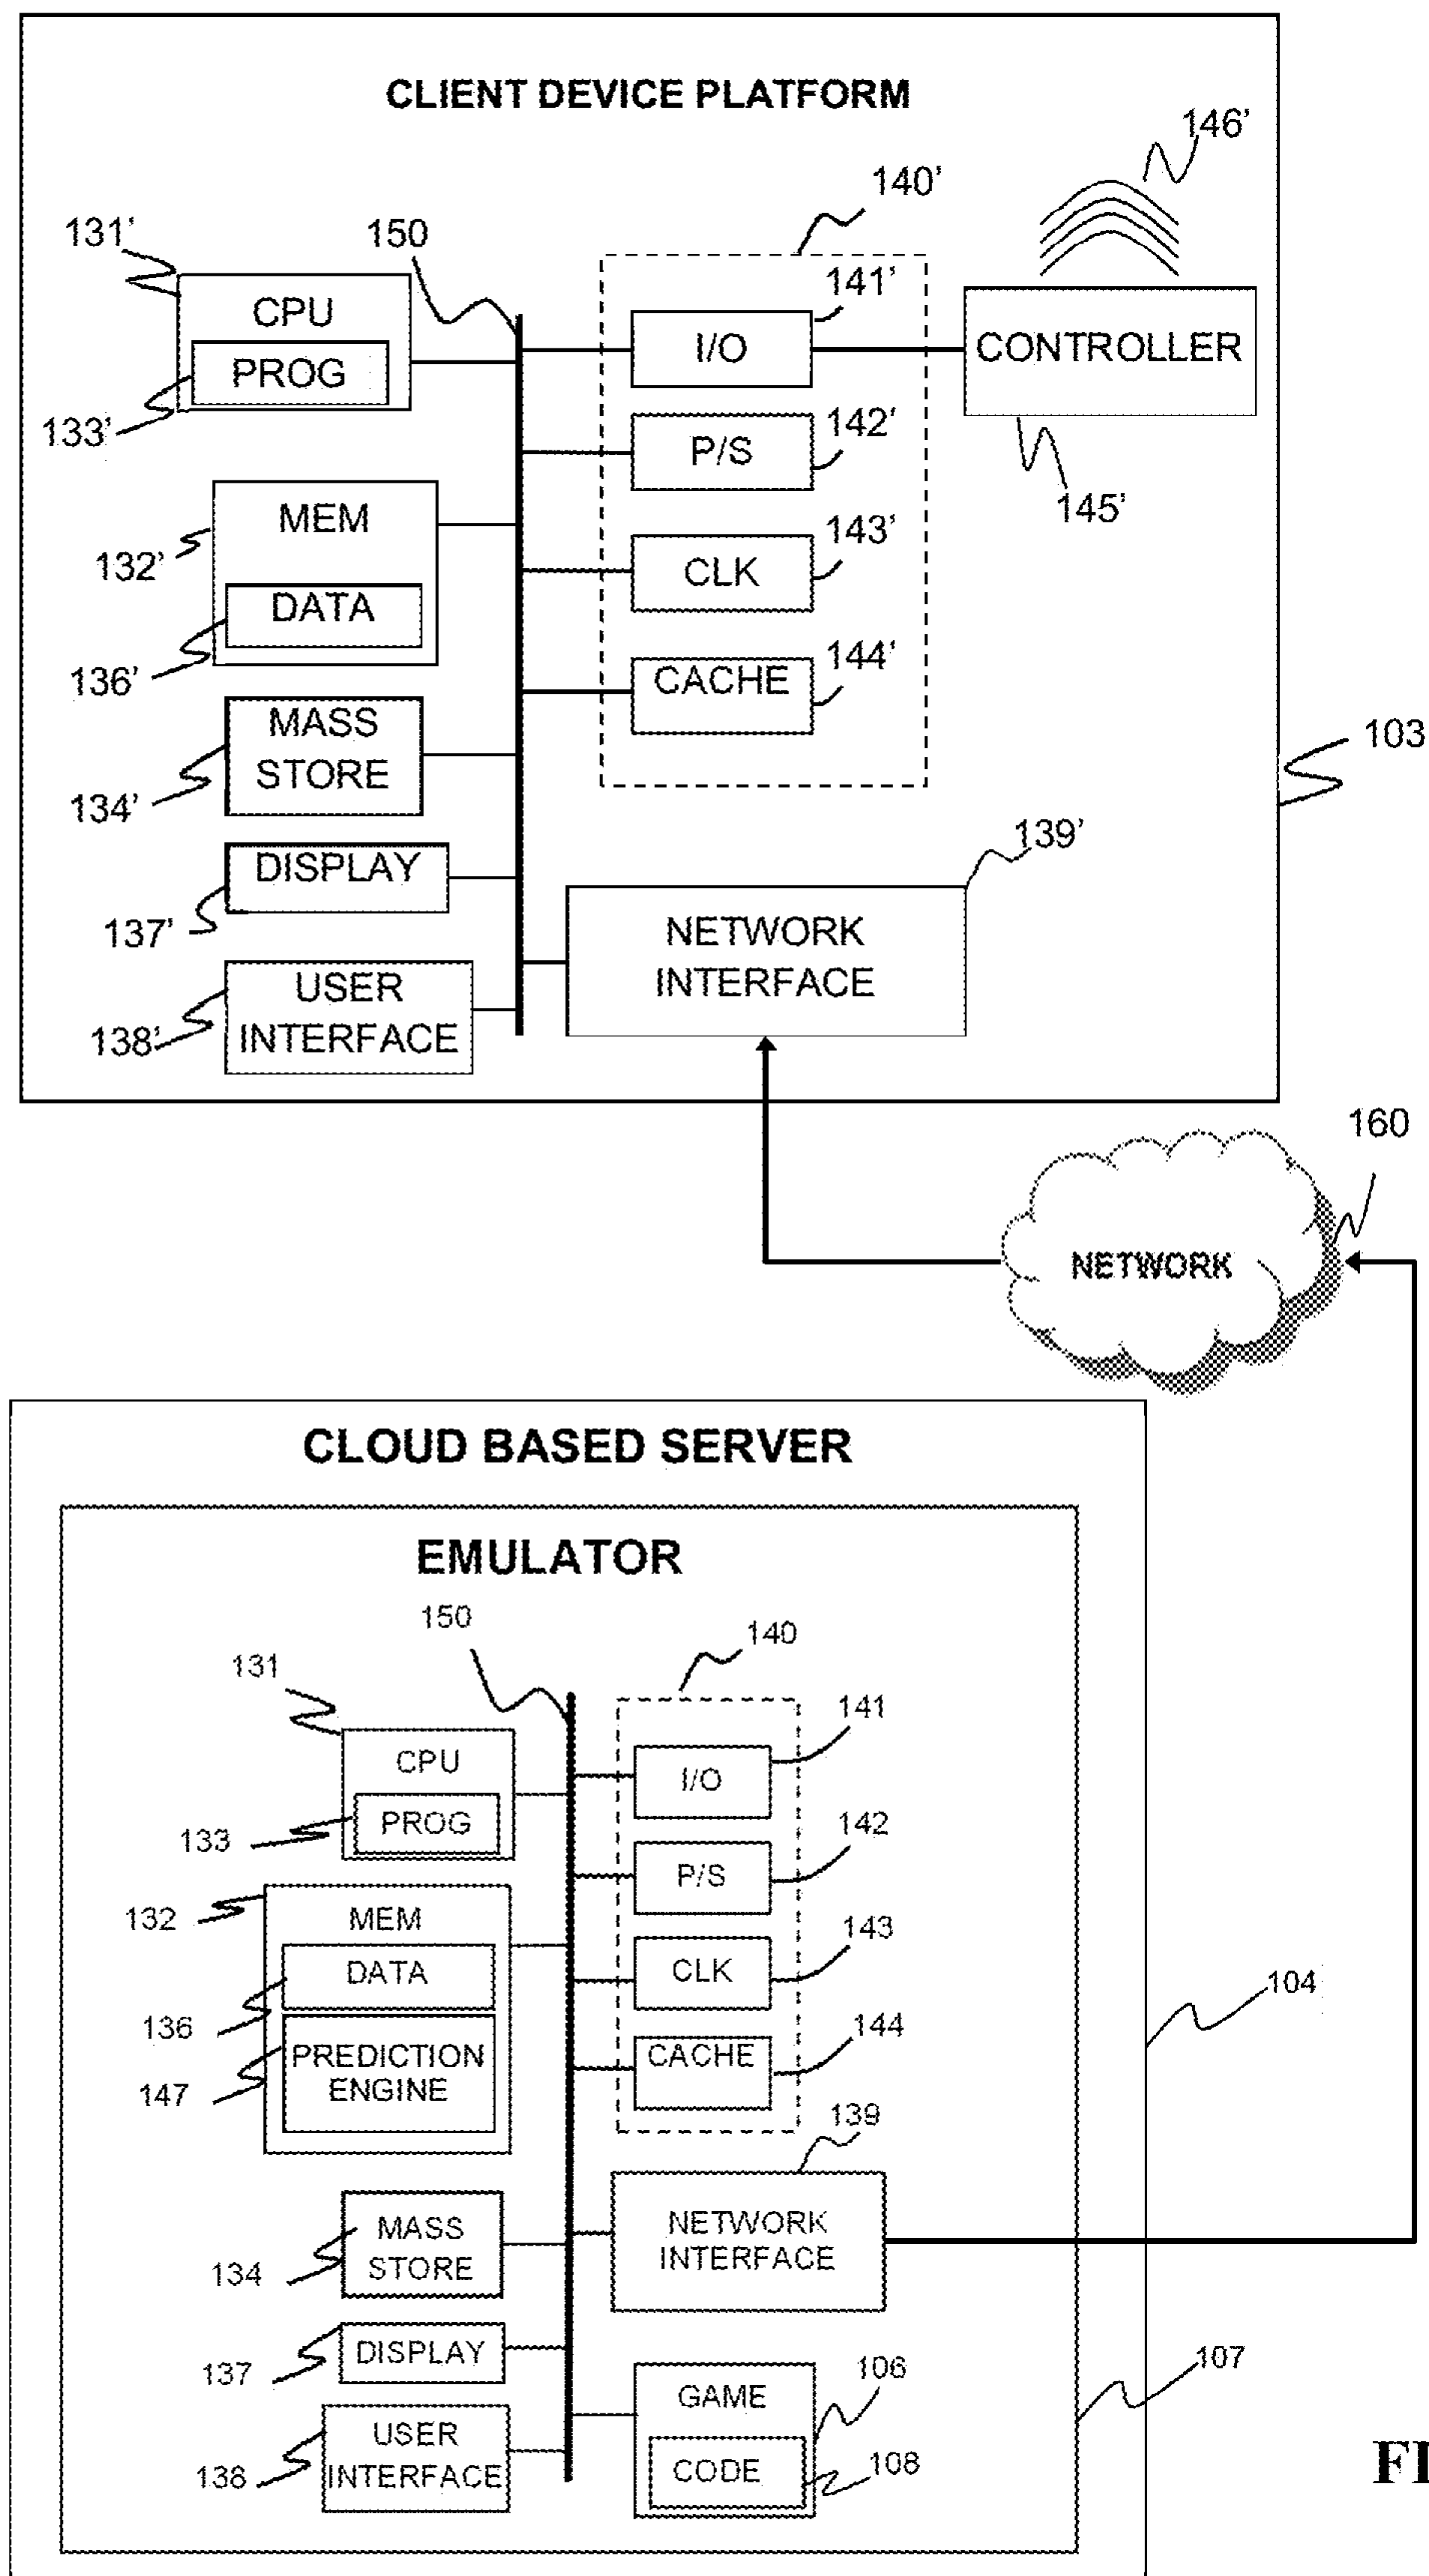 CLIENT DEVICE PLATFORM
146'
140'
131'
150
141'
CPU
I/O
CONTROLLER
PROG
133'
142'
P/S
145'
MEM
132'
143'
CLK
DATA
136'
144'
CACHE
MASS
STORE
103
134'
139'
DISPLAY
137'
NETWORK
INTERFACE
USER
INTERFACE
138'
160
NETWORK
CLOUD BASED SERVER
EMULATOR
150
140
131
141
CPU
I/O
PROG
133
142
P/S
132
MEM
143
DATA
CLK
104
136
144
PREDICTION
ENGINE
CACHE
147
139
MASS
STORE
NETWORK
INTERFACE
134
DISPLAY
137
107
106
GAME
USER
INTERFACE
138
CODE
108
FI